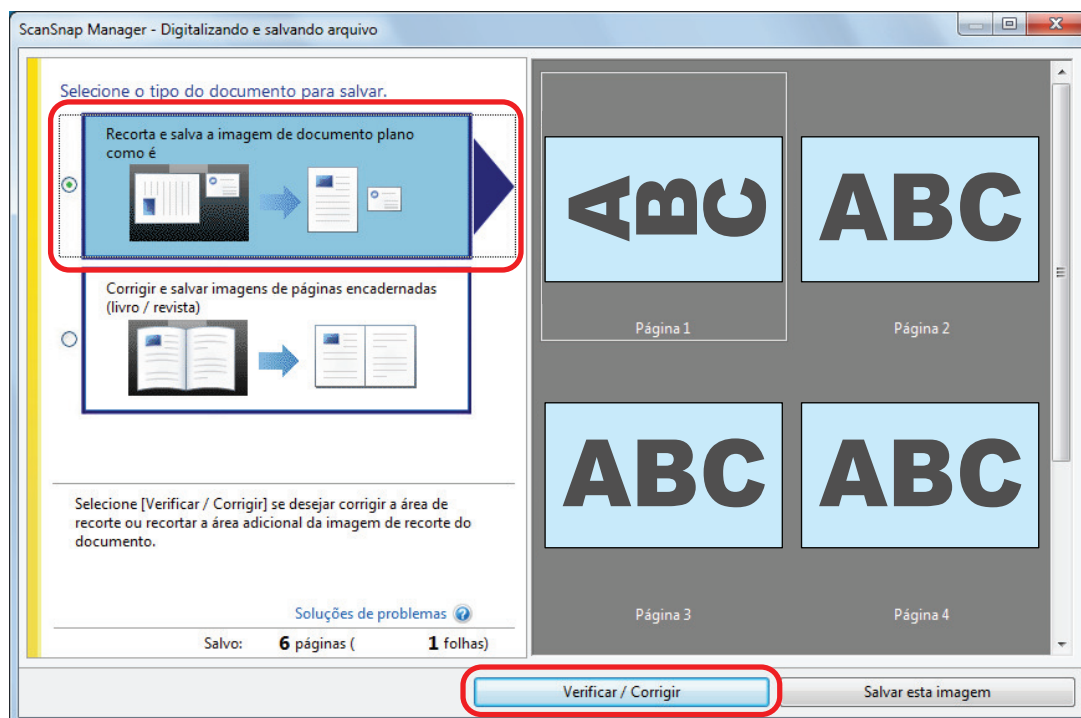 ScanSnap Manager - Digitalizando e salvando arquivo
Selecione o tipo do documento para salvar.
Recorta e salva a imagem de documento plano
como é
Corrigir e salvar imagens de páginas encadernadas
(livro / revista)
Selecione [Verificar / Corrigir] se desejar corrigir a área de
recorte ou recortar a área adicional da imagem de recorte do
documento.
Soluções de problemas
Salvo: 6 páginas ( 1 folhas)
ABC
Página 1
ABC
Página 2
ABC
Página 3
ABC
Página 4
Verificar / Corrigir
Salvar esta imagem